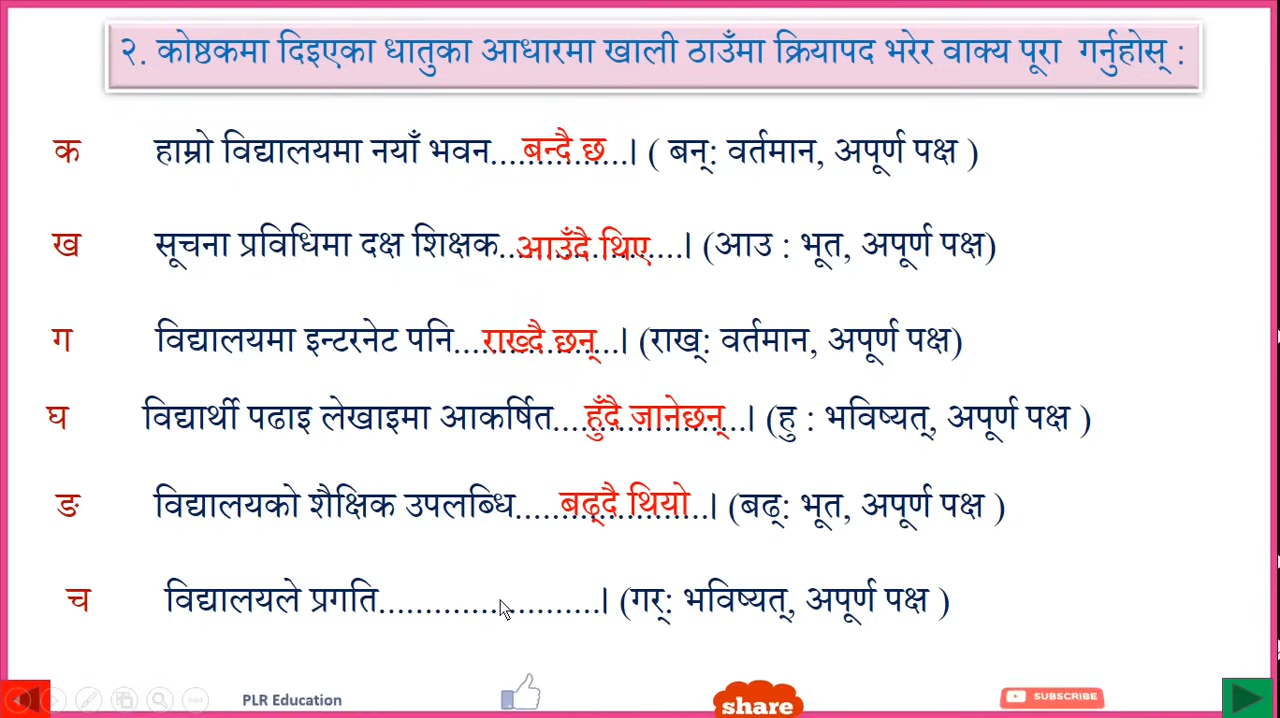 २. कोष्ठकमा दिइएका धातुका आधारमा खाली ठाउँमा क्रियापद भरेर वाक्य पूरा गर्नुहोस् :
क हाम्रो विद्यालयमा नयाँ भवन....बन्दै छ....। ( बन्: वर्तमान, अपूर्ण पक्ष )
ख सूचना प्रविधिमा दक्ष शिक्षक....आउँदै थिए....। (आउ : भूत, अपूर्ण पक्ष)
ग विद्यालयमा इन्टरनेट पनि....राख्दै छन्....। (राख्: वर्तमान, अपूर्ण पक्ष)
घ विद्यार्थी पढाइ लेखाइमा आकर्षित....हुँदै जानेछन्....। (हु : भविष्यत्, अपूर्ण पक्ष )
ङ विद्यालयको शैक्षिक उपलब्धि....बढ्दै थियो....। (बढ्: भूत, अपूर्ण पक्ष )
च विद्यालयले प्रगति........................। (गर्: भविष्यत्, अपूर्ण पक्ष )
PLR Education
share
SUBSCRIBE